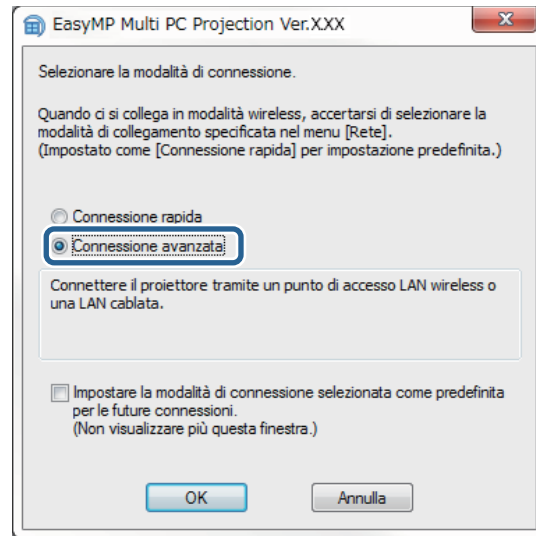 EasyMP Multi PC Projection Ver.X.XX
Selezionare la modalità di connessione.
Quando ci si collega in modalità wireless, accertarsi di selezionare la
modalità di collegamento specificata nel menu [Rete].
(Impostato come [Connessione rapida] per impostazione predefinita.)
Connessione rapida
Connessione avanzata
Connettere il proiettore tramite un punto di accesso LAN wireless o
una LAN cablata.
Impostare la modalità di connessione selezionata come predefinita
per le future connessioni.
(Non visualizzare più questa finestra.)
OK Annulla